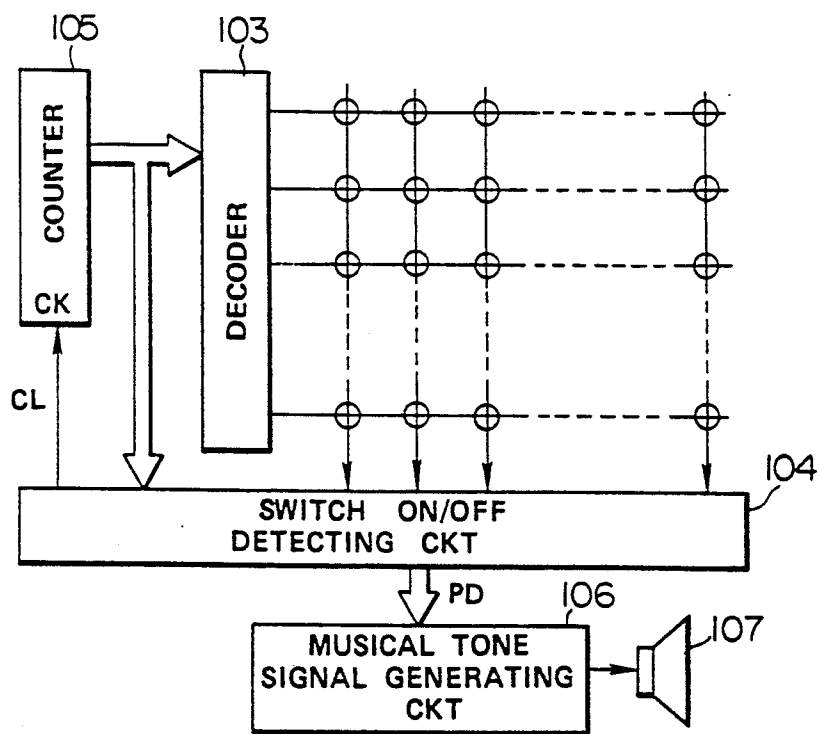 105
103
COUNTER
CK
DECODER
CL
104
SWITCH ON/OFF
DETECTING CKT
PD
106
107
MUSICAL TONE
SIGNAL GENERATING
CKT